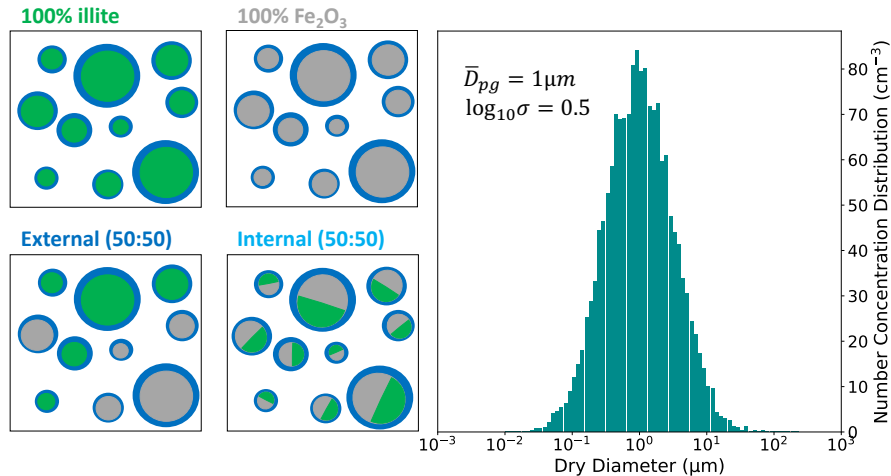 100% illite
100% Fe₂O₃
External (50:50)
Internal (50:50)
D̅pg = 1μm
log₁₀σ = 0.5
80
70
60
50
40
30
20
10
0
Number Concentration Distribution (cm⁻³)
10⁻³
10⁻²
10⁻¹
10⁰
10¹
10²
10³
Dry Diameter (μm)